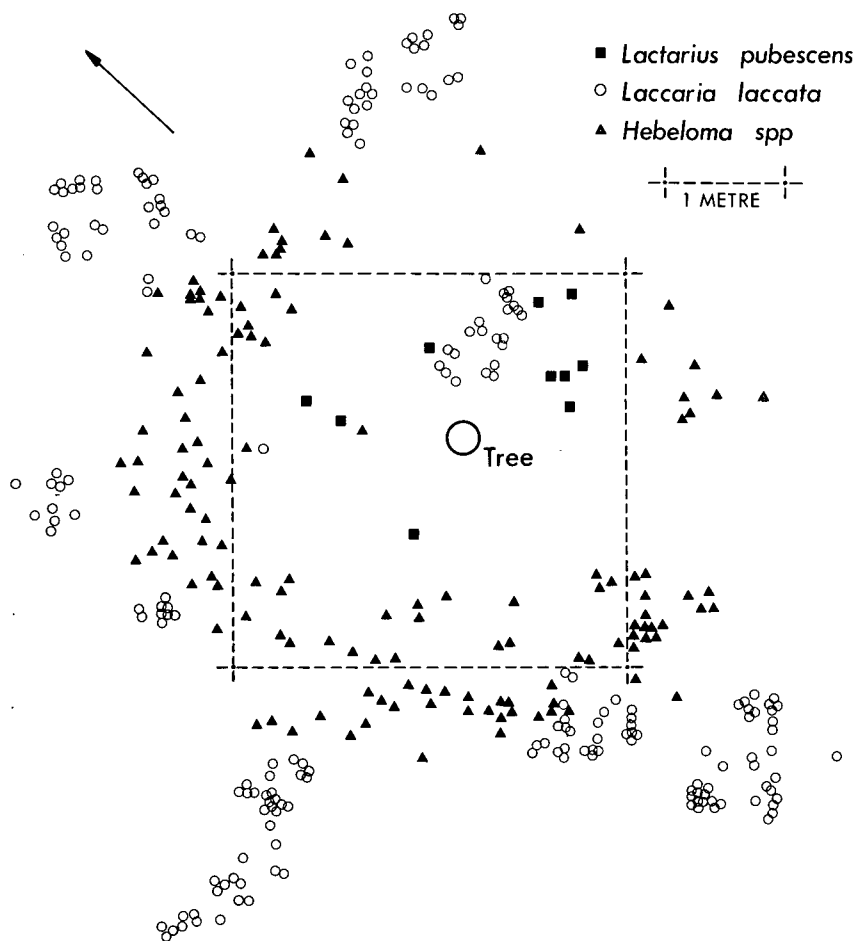 Lactarius pubescens
Laccaria laccata
Hebeloma spp
1 METRE
Tree